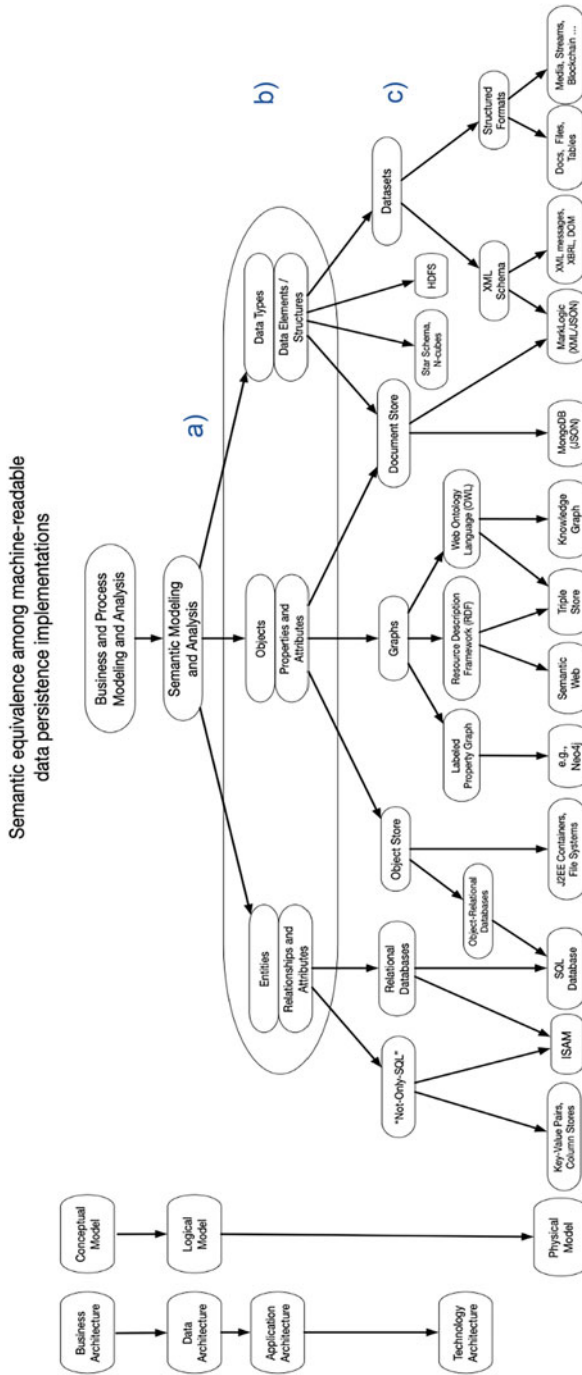 Semantic equivalence among machine-readable
data persistence implementations
Business
Architecture
Conceptual
Model
Business and Process
Modeling and Analysis
a)
Data
Architecture
Logical
Model
Semantic Modeling
and Analysis
b)
Application
Architecture
Entities
Relationships and
Attributes
Objects
Properties and
Attributes
Data Types
Data Elements /
Structures
c)
"Not-Only-SQL"
Relational
Databases
Object Store
Graphs
Document Store
Star Schema,
N-cubes
HDFS
Datasets
Technology
Architecture
Object-Relational
Databases
Labeled
Property Graph
Resource Description
Framework (RDF)
Web Ontology
Language (OWL)
XML
Schema
Structured
Formats
Physical
Model
Key-Value Pairs,
Column Stores
ISAM
SQL
Database
J2EE Containers,
File Systems
e.g.,
Neo4j
Semantic
Web
Triple
Store
Knowledge
Graph
MongoDB
(JSON)
MarkLogic
(XML/JSON)
XML messages,
XBRL, DOM
Docs, Files,
Tables
Media, Streams,
Blockchain ...